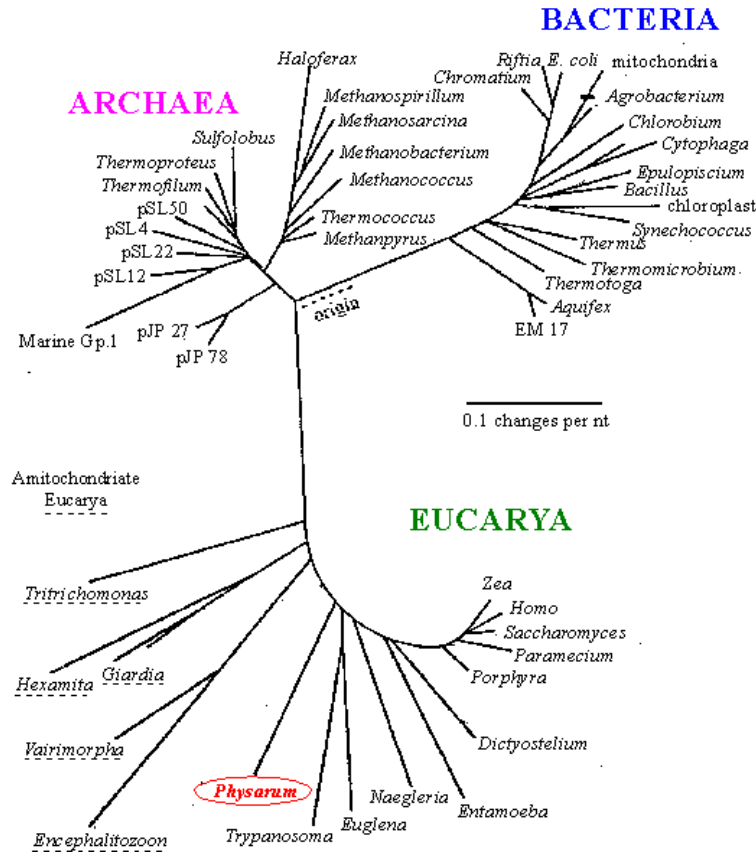 BACTERIA
Haloferax
Riftia E. coli
mitochondria
Chromatium
ARCHAEA
Methanospirillum
Agrobacterium
Methanosarcina
Chlorobium
Sulfolobus
Cytophaga
Methanobacterium
Thermoproteus
Epulopiscium
Methanococcus
Thermofilum
Bacillus
pSL50
chloroplast
Thermococcus
pSL4
Synechococcus
Methanpyrus
Thermus
pSL22
Thermomicrobium
pSL12
Thermotoga
origin
Aquifex
Marine Gp.1
pJP 27
EM 17
pJP 78
0.1 changes per nt
Amitochondriate
Eucarya
EUCARYA
Zea
Tritrichomonas
Homo
Saccharomyces
Paramecium
Giardia
Porphyra
Hexamita
Vairimorpha
Dictyostelium
Physarum
Naegleria
Entamoeba
Euglena
Trypanosoma
Encephalitozoon